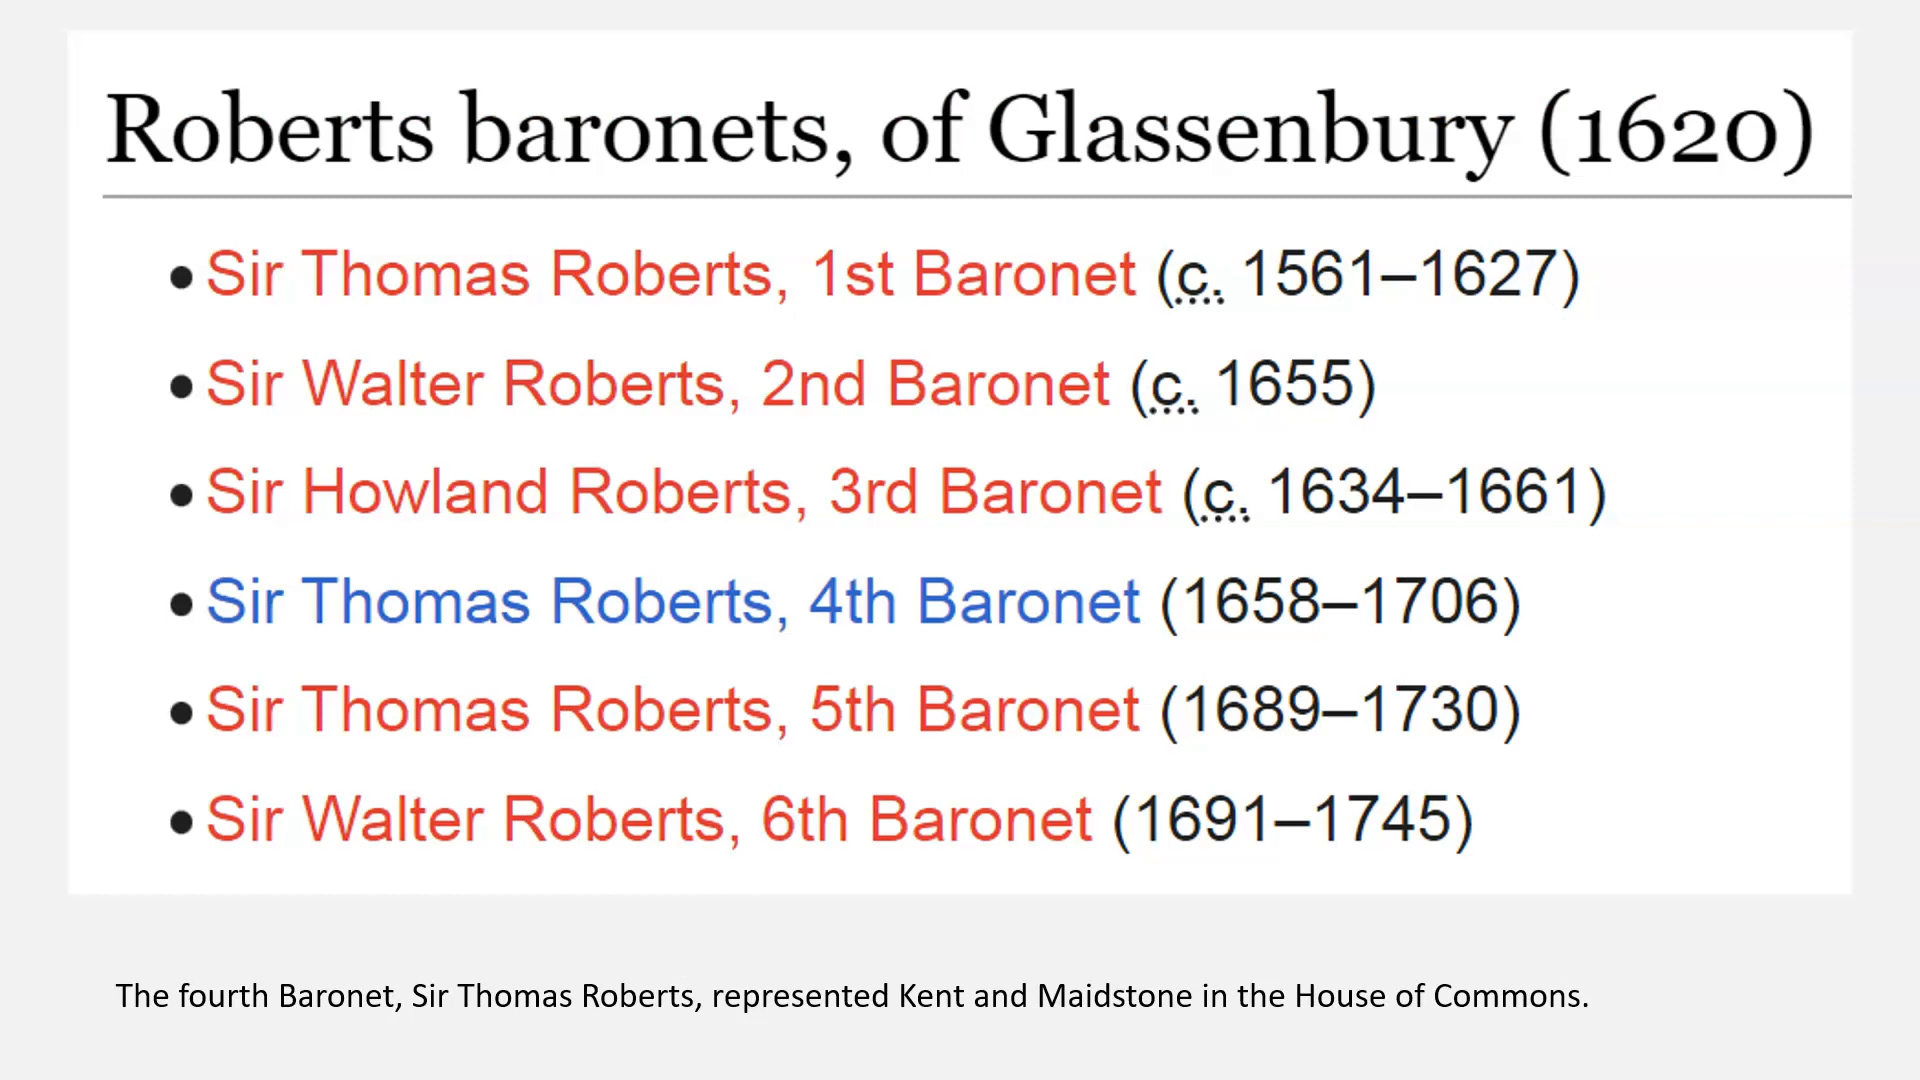 Roberts baronets, of Glassenbury (1620)
• Sir Thomas Roberts, 1st Baronet (c. 1561–1627)
• Sir Walter Roberts, 2nd Baronet (c. 1655)
• Sir Howland Roberts, 3rd Baronet (c. 1634–1661)
• Sir Thomas Roberts, 4th Baronet (1658–1706)
• Sir Thomas Roberts, 5th Baronet (1689–1730)
• Sir Walter Roberts, 6th Baronet (1691–1745)
The fourth Baronet, Sir Thomas Roberts, represented Kent and Maidstone in the House of Commons.